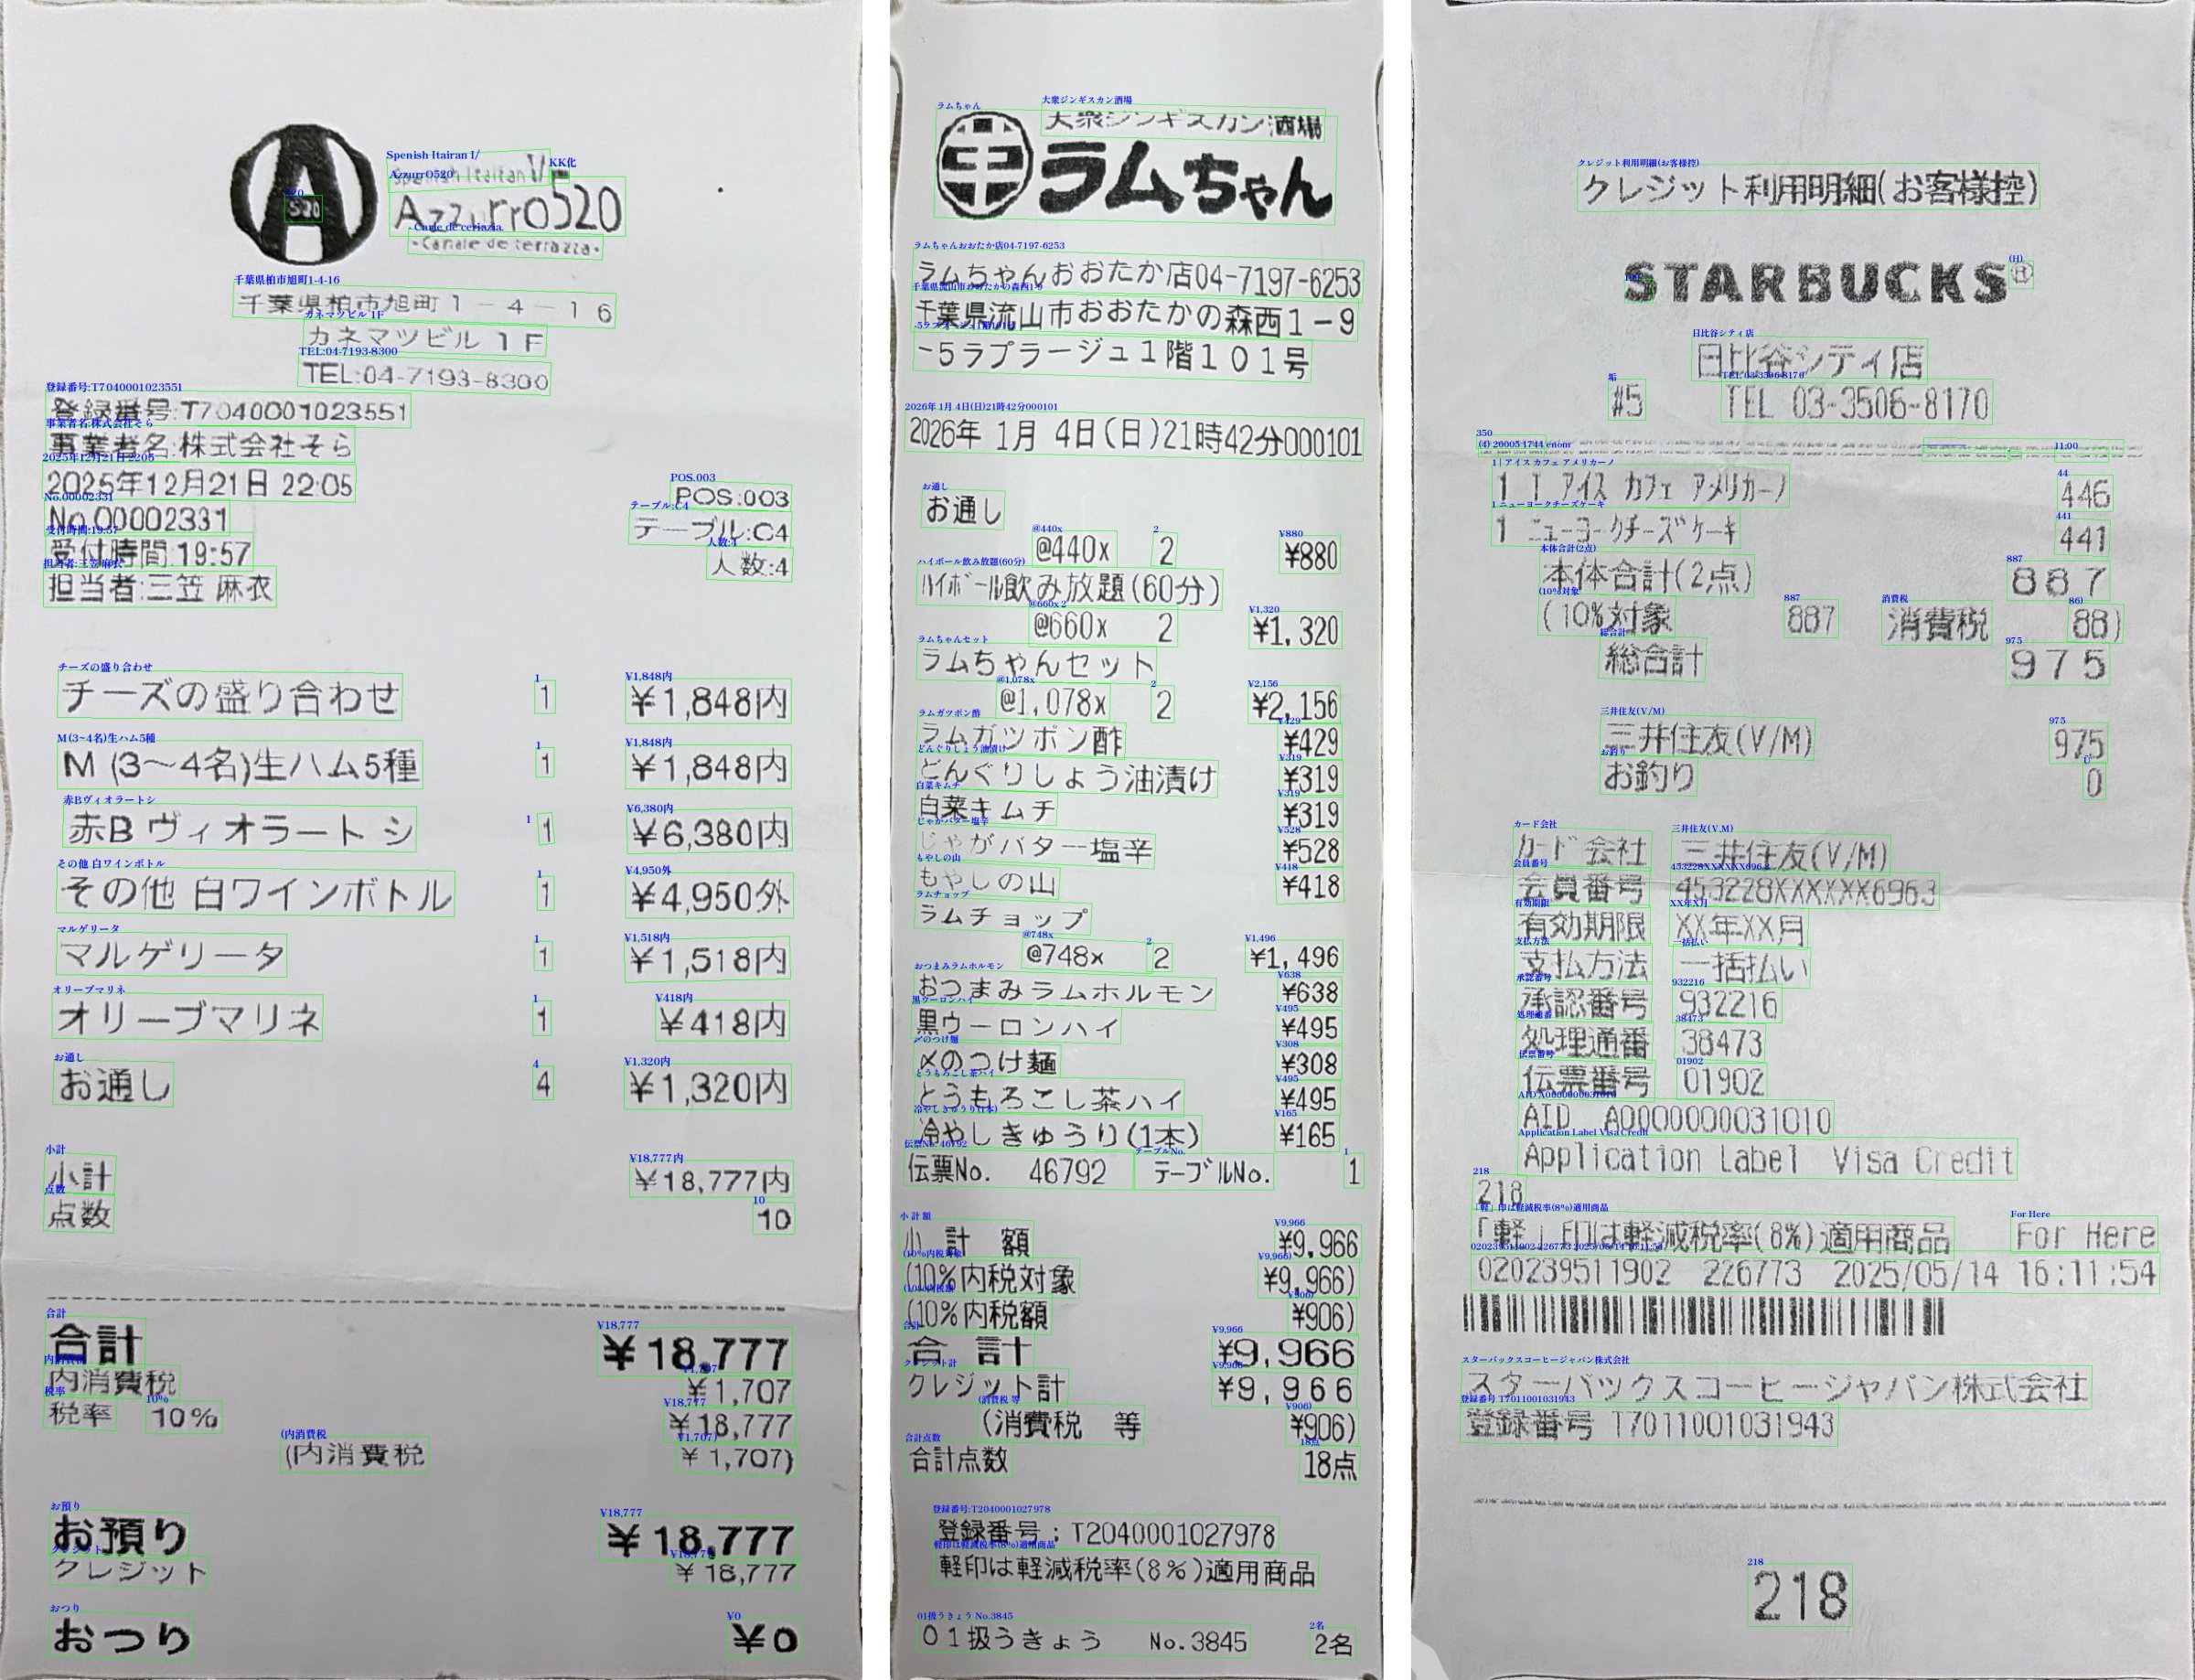 520
Spanish Itaitan V
Azzurro520
-Canale de terrazza-
千葉県柏市旭町1-4-16
カネマツビル 1F
TEL:04-7193-8300
登録番号:T7040001023551
事業者名:株式会社そら
2025年12月21日 22:05
POS:003
No.00002331
テーブル:C4
受付時間:19:57
人数:4
担当者:三笠 麻衣
チーズの盛り合わせ 1 ¥1,848内
M (3〜4名)生ハム5種 1 ¥1,848内
赤B ヴィオラート シ 1 ¥6,380内
その他 白ワインボトル 1 ¥4,950外
マルゲリータ 1 ¥1,518内
オリーブマリネ 1 ¥418内
お通し 4 ¥1,320内
小計 ¥18,777内
点数 10
合計 ¥18,777
内消費税 ¥1,707
税率 10% ¥18,777
(内消費税 ¥1,707)
お預り ¥18,777
クレジット ¥18,777
おつり ¥0
大衆ジンギスカン酒場
ラムちゃん
ラムちゃんおおたか店04-7197-6253
千葉県流山市おおたかの森西1-9
-5ラプラージュ1階101号
2026年 1月 4日(日)21時42分000101
お通し
@440x 2 ¥880
ハイボール飲み放題(60分)
@660x 2 ¥1,320
ラムちゃんセット
@1,078x 2 ¥2,156
ラムガツポン酢 ¥429
どんぐりしょう油漬け ¥319
白菜キムチ ¥319
じゃがバター塩辛 ¥528
もやしの山 ¥418
ラムチョップ
@748x 2 ¥1,496
おつまみラムホルモン ¥638
黒ウーロンハイ ¥495
〆のつけ麺 ¥308
とうもろこし茶ハイ ¥495
冷やしきゅうり(1本) ¥165
伝票No. 46792 テーブルNo. 1
小 計 額 ¥9,966
(10%内税対象 ¥9,966)
(10%内税額 ¥906)
合 計 ¥9,966
クレジット計 ¥9,966
(消費税 等 ¥906)
合計点数 18点
登録番号:T2040001027978
軽印は軽減税率(8%)適用商品
01扱うきょう No.3845 2名
クレジット利用明細(お客様控)
STARBUCKS®
日比谷シティ店
#5 TEL 03-3506-8170
1 I アイス カフェ アメリカーノ 446
1 ニューヨークチーズケーキ 441
本体合計(2点) 887
(10%対象 887 消費税 88)
総合計 975
三井住友(V/M) 975
お釣り 0
カード会社 三井住友(V/M)
会員番号 453228XXXXXX6963
有効期限 XX年XX月
支払方法 一括払い
承認番号 932216
処理通番 38473
伝票番号 01902
AID A0000000031010
Application Label Visa Credit
218
「軽」印は軽減税率(8%)適用商品 For Here
020239511902 226773 2025/05/14 16:11:54
スターバックスコーヒージャパン株式会社
登録番号 T7011001031943
218